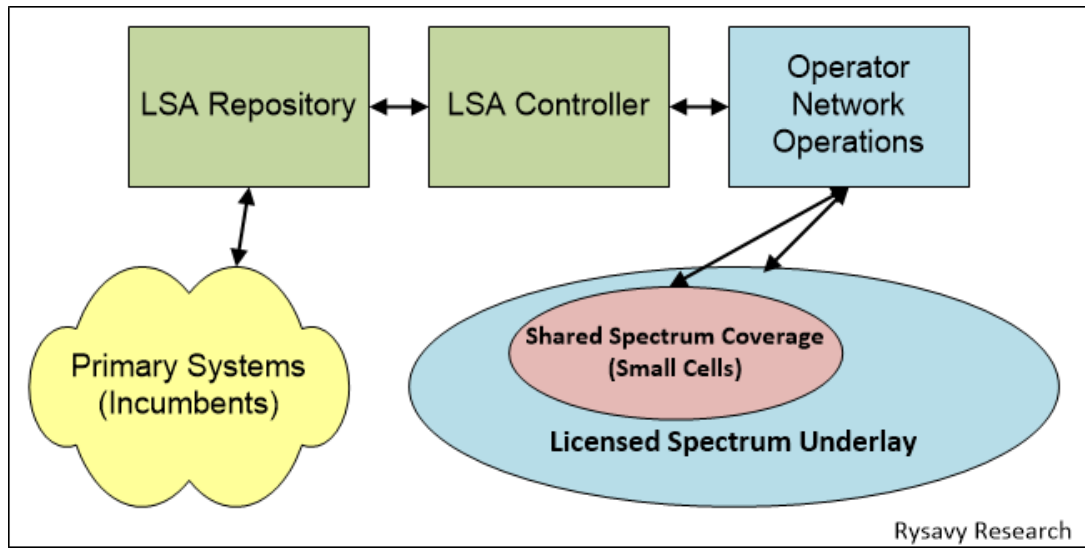 LSA Repository
LSA Controller
Operator
Network
Operations
Primary Systems
(Incumbents)
Shared Spectrum Coverage
(Small Cells)
Licensed Spectrum Underlay
Rysavy Research